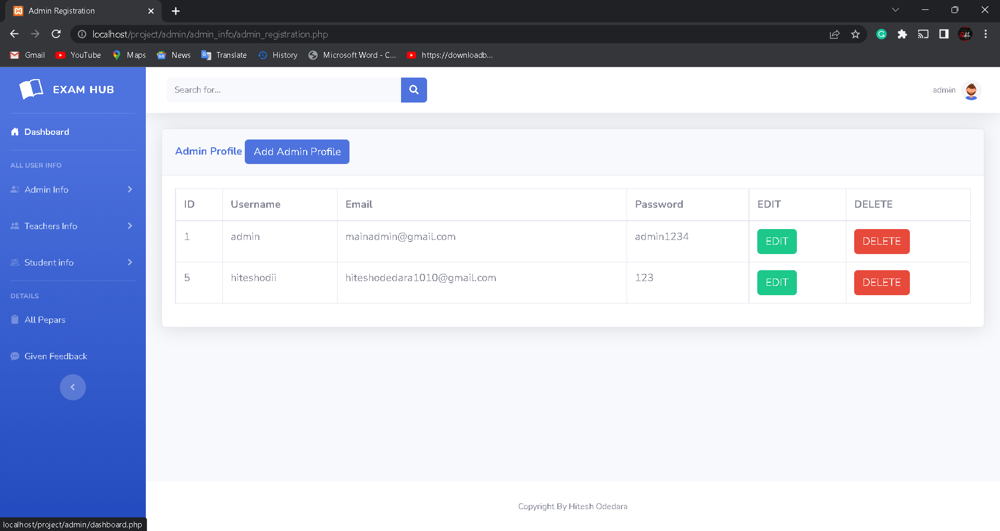 Admin Registration
localhost/project/admin/admin_info/admin_registration.php
Gmail YouTube Maps News Translate History Microsoft Word - C... https://downloadb...
EXAM HUB
Search for...
admin
Dashboard
Admin Profile Add Admin Profile
ALL USER INFO
Admin Info
Teachers Info
Student info
DETAILS
All Pepars
Given Feedback
ID Username Email Password EDIT DELETE
1 admin mainadmin@gmail.com admin1234 EDIT DELETE
5 hiteshodii hiteshodedara1010@gmail.com 123 EDIT DELETE
Copyright By Hitesh Odedara
localhost/project/admin/dashboard.php